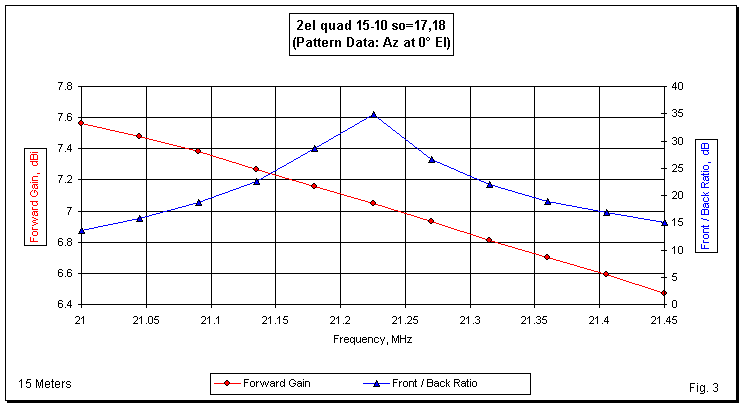 2el quad 15-10 so=17,18
(Pattern Data: Az at 0° El)
7.8
7.6
7.4
7.2
7
6.8
6.6
6.4
Forward Gain, dBi
40
35
30
25
20
15
10
5
0
Front / Back Ratio, dB
21 21.05 21.1 21.15 21.2 21.25 21.3 21.35 21.4 21.45
Frequency, MHz
15 Meters
Forward Gain Front / Back Ratio
Fig. 3